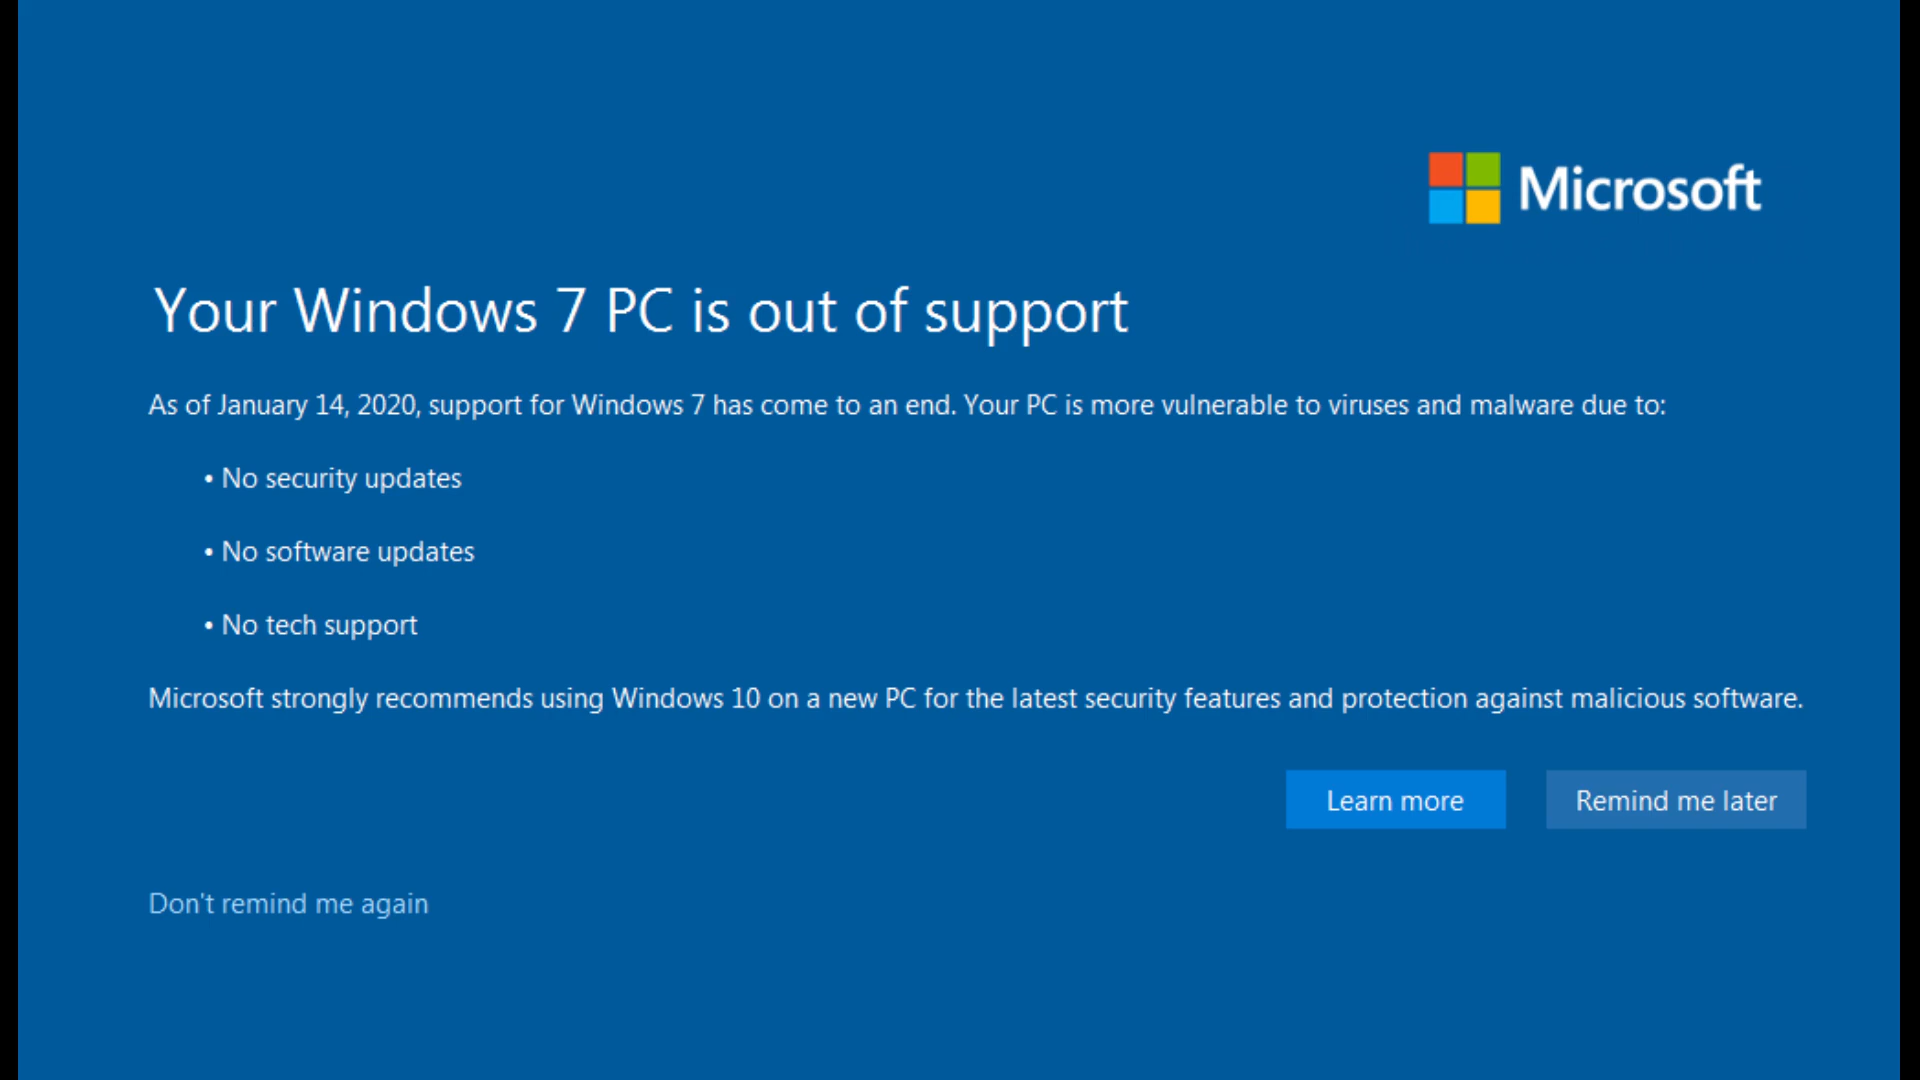 Microsoft
Your Windows 7 PC is out of support
As of January 14, 2020, support for Windows 7 has come to an end. Your PC is more vulnerable to viruses and malware due to:
• No security updates
• No software updates
• No tech support
Microsoft strongly recommends using Windows 10 on a new PC for the latest security features and protection against malicious software.
Learn more
Remind me later
Don't remind me again